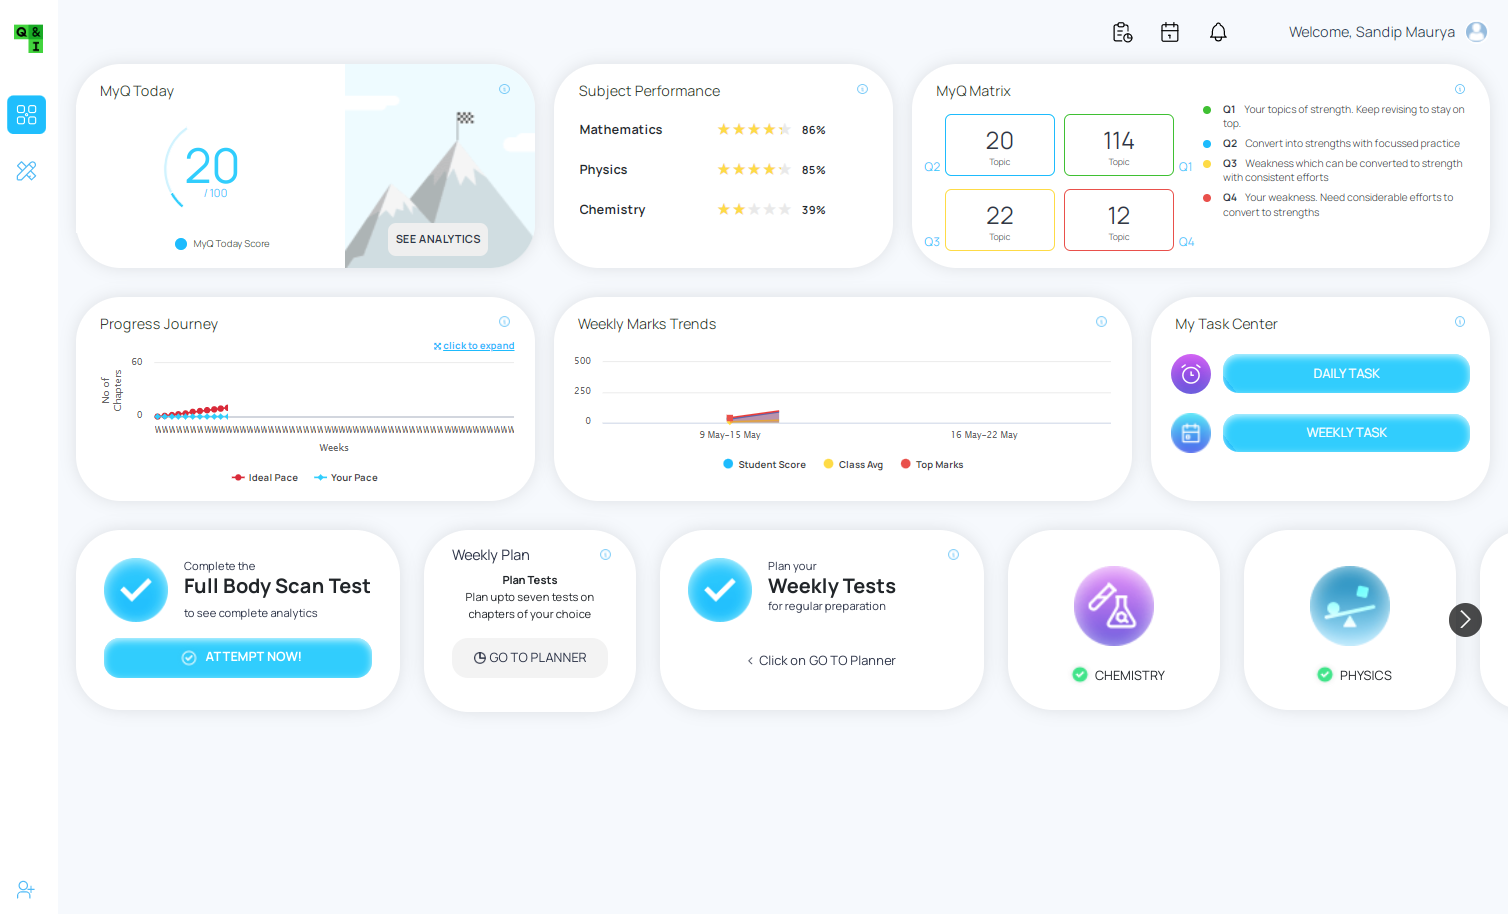 Q &
I
Welcome, Sandip Maurya
MyQ Today
20
/ 100
MyQ Today Score
SEE ANALYTICS
Subject Performance
Mathematics 86%
Physics 85%
Chemistry 39%
MyQ Matrix
Q2 20 Topic
114 Topic Q1
Q3 22 Topic
12 Topic Q4
Q1 Your topics of strength. Keep revising to stay on
top.
Q2 Convert into strengths with focussed practice
Q3 Weakness which can be converted to strength
with consistent efforts
Q4 Your weakness. Need considerable efforts to
convert to strengths
Progress Journey
click to expand
No of
Chapters
60
0
Weeks
Ideal Pace Your Pace
Weekly Marks Trends
500
250
0
9 May–15 May 16 May–22 May
Student Score Class Avg Top Marks
My Task Center
DAILY TASK
WEEKLY TASK
Complete the
Full Body Scan Test
to see complete analytics
ATTEMPT NOW!
Weekly Plan
Plan Tests
Plan upto seven tests on
chapters of your choice
GO TO PLANNER
Plan your
Weekly Tests
for regular preparation
< Click on GO TO Planner
CHEMISTRY
PHYSICS